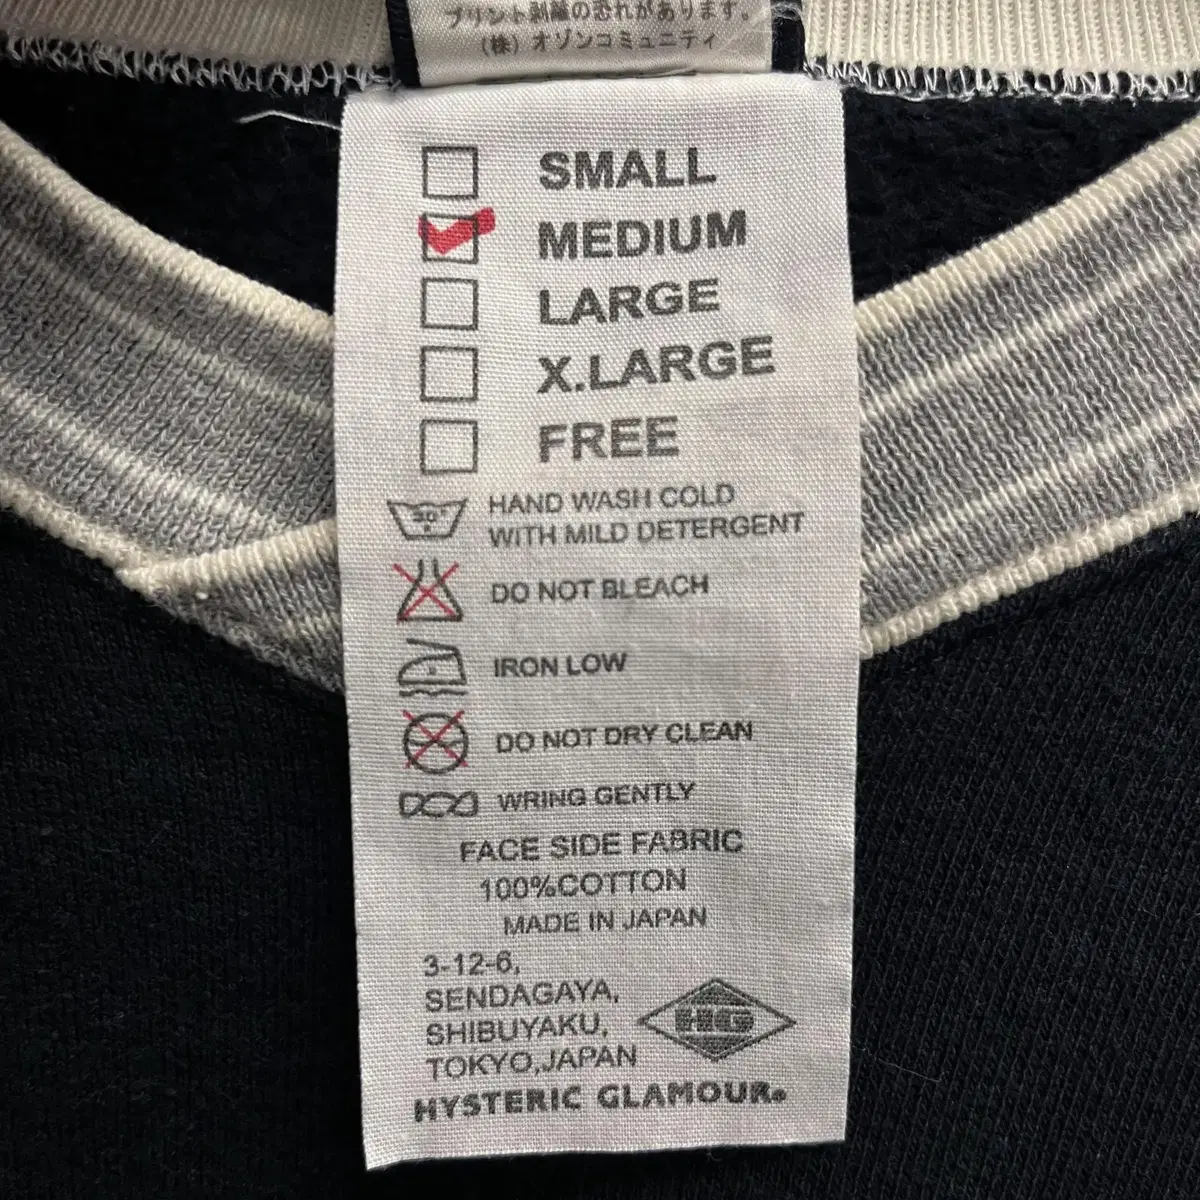 プリント剥離の恐れがあります。
(株)オゾンコミュニティ
SMALL
MEDIUM
LARGE
X.LARGE
FREE
HAND WASH COLD
WITH MILD DETERGENT
DO NOT BLEACH
IRON LOW
DO NOT DRY CLEAN
WRING GENTLY
FACE SIDE FABRIC
100%COTTON
MADE IN JAPAN
3-12-6,
SENDAGAYA,
SHIBUYAKU,
TOKYO,JAPAN
HG
HYSTERIC GLAMOUR®